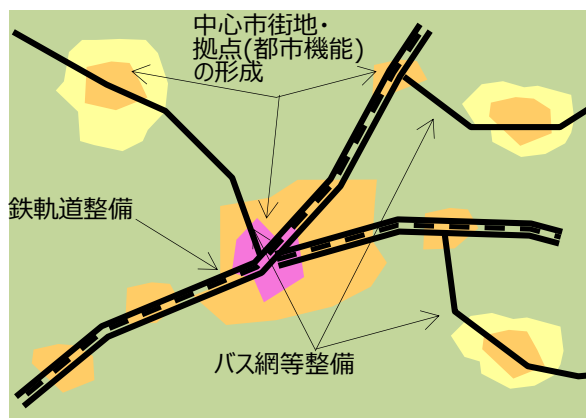 中心市街地・
拠点(都市機能)
の形成
鉄軌道整備
バス網等整備